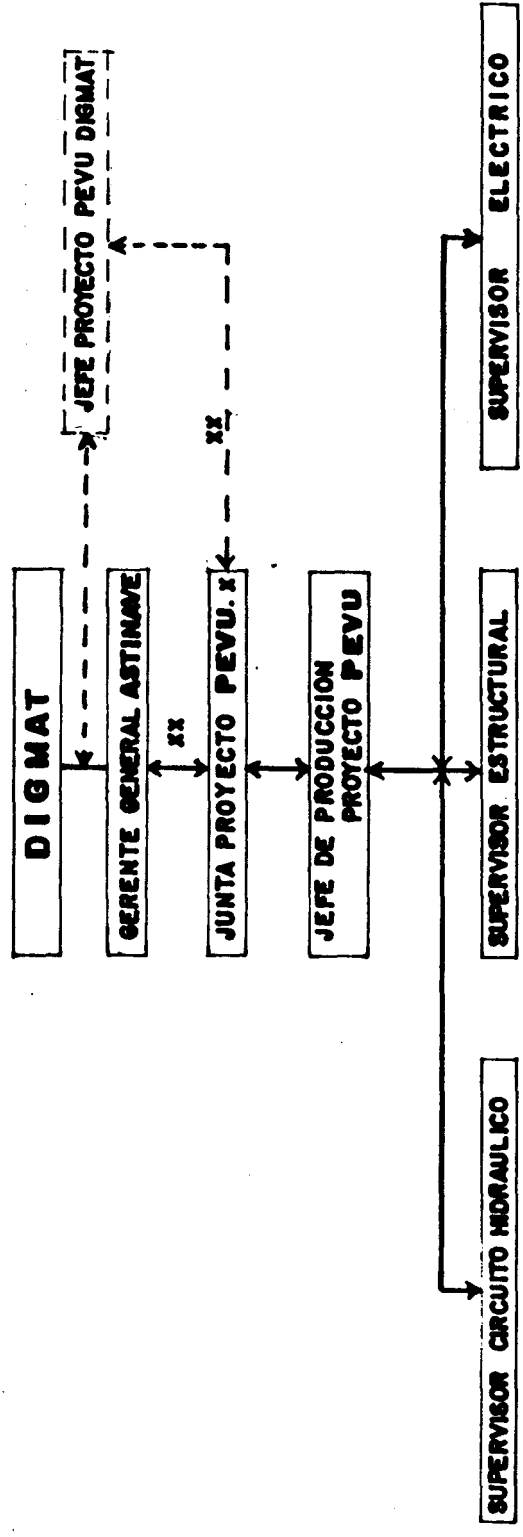 DIGMAT
JEFE PROYECTO PEVU DIGMAT
GERENTE GENERAL ASTINAVE
XX
XX
JUNTA PROYECTO PEVU. X
JEFE DE PRODUCCION
PROYECTO PEVU
SUPERVISOR CIRCUITO HIDRAULICO
SUPERVISOR ESTRUCTURAL
SUPERVISOR ELECTRICO